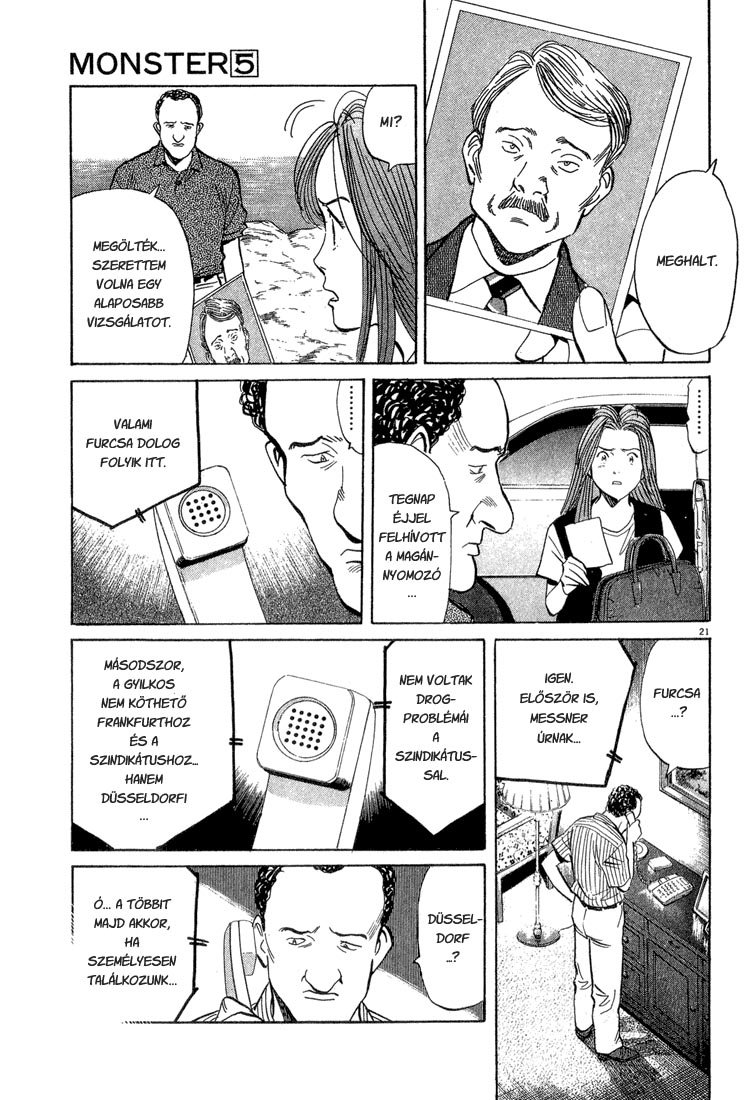 MONSTER 5
MEGHALT.
MI?
MEGÖLTÉK...
SZERETTEM
VOLNA EGY
ALAPOSABB
VIZSGÁLATOT.
........
TEGNAP
ÉJJEL
FELHÍVOTT
A MAGÁN-
NYOMOZÓ
...
........
VALAMI
FURCSA DOLOG
FOLYIK ITT.
21
FURCSA
...?
IGEN.
ELŐSZÖR IS,
MESSNER
ÚRNAK...
NEM VOLTAK
DROG-
PROBLÉMÁI
A
SZINDIKÁTUS-
SAL.
MÁSODSZOR,
A GYILKOS
NEM KÖTHETŐ
FRANKFURTHOZ
ÉS A
SZINDIKÁTUSHOZ...
HANEM
DÜSSELDORFI
...
DÜSSEL-
DORF
...?
Ó... A TÖBBIT
MAJD AKKOR,
HA
SZEMÉLYESEN
TALÁLKOZUNK...